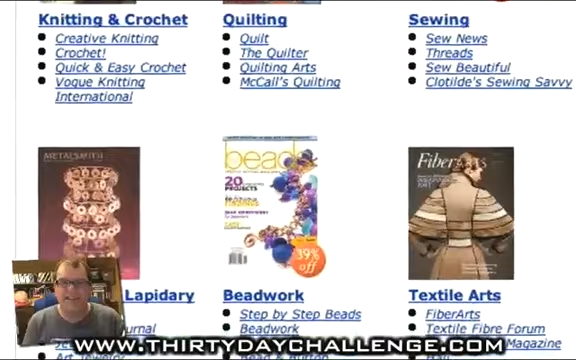 Knitting & Crochet
Creative Knitting
Crochet!
Quick & Easy Crochet
Vogue Knitting
International
Quilting
Quilt
The Quilter
Quilting Arts
McCall's Quilting
Sewing
Sew News
Threads
Sew Beautiful
Clotilde's Sewing Savvy
METALSMITH
bead
20
PROJECTS
39%
off
FiberARTS
Lapidary
Beadwork
Step by Step Beads
Beadwork
Textile Arts
FiberArts
Textile Fibre Forum
Magazine
WWW.THIRTYDAYCHALLENGE.COM